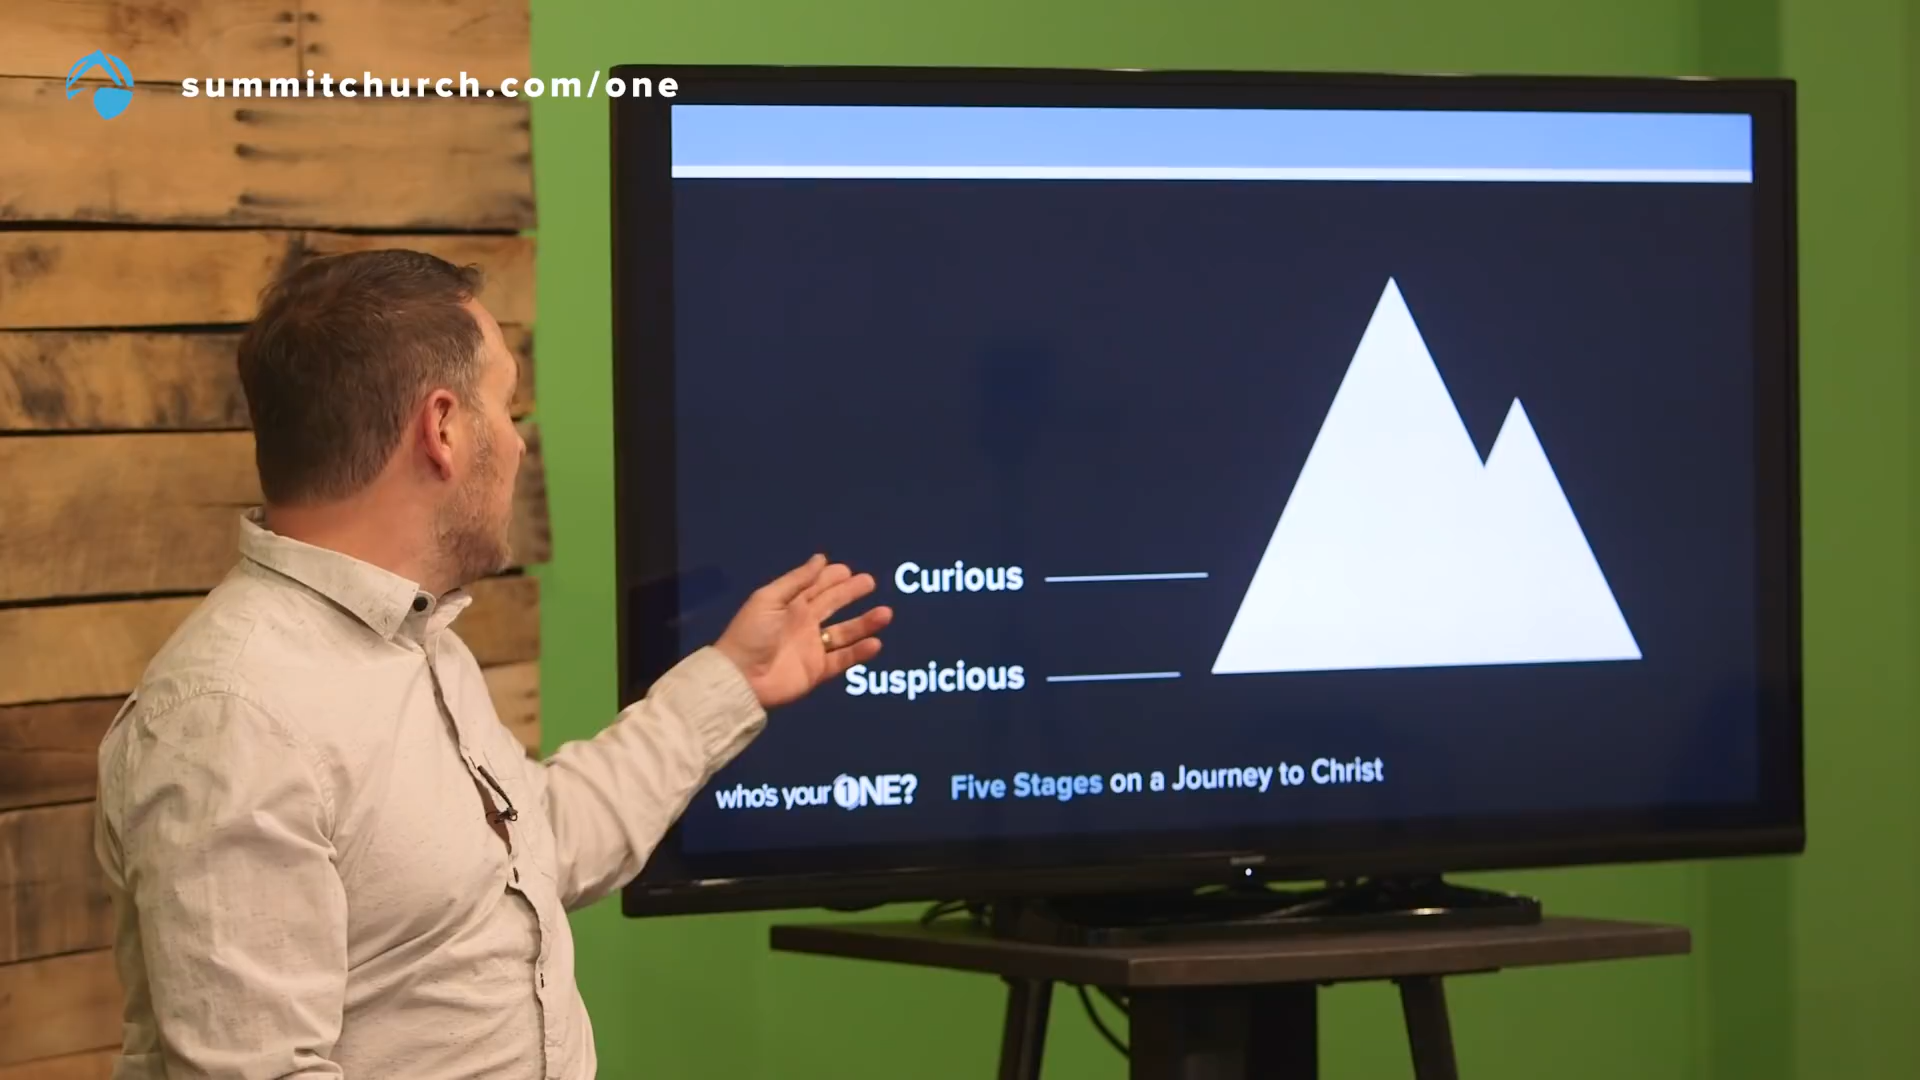 summitchurch.com/one
Curious
Suspicious
who's your ONE? Five Stages on a Journey to Christ